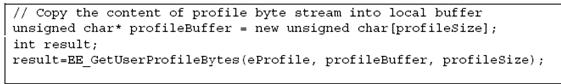 // Copy the content of profile byte stream into local buffer
unsigned char* profileBuffer = new unsigned char[profileSize];
int result;
result=EE_GetUserProfileBytes(eProfile, profileBuffer, profileSize);